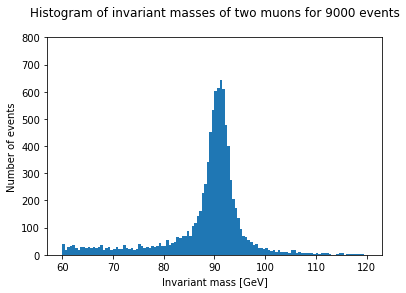 Histogram of invariant masses of two muons for 9000 events
800
700
600
500
400
300
200
100
0
Number of events
60 70 80 90 100 110 120
Invariant mass [GeV]